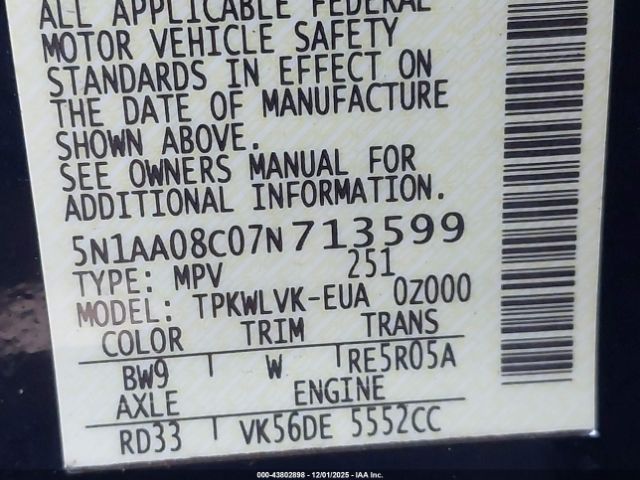 ALL APPLICABLE FEDERAL
MOTOR VEHICLE SAFETY
STANDARDS IN EFFECT ON
THE DATE OF MANUFACTURE
SHOWN ABOVE.
SEE OWNERS MANUAL FOR
ADDITIONAL INFORMATION.
5N1AA08C07N713599
TYPE: MPV 251
MODEL: TPKWLVK-EUA 0Z000
COLOR TRIM TRANS
BW9 W RE5R05A
AXLE ENGINE
RD33 VK56DE 5552CC
000-43802898 - 12/01/2025 - IAA Inc.